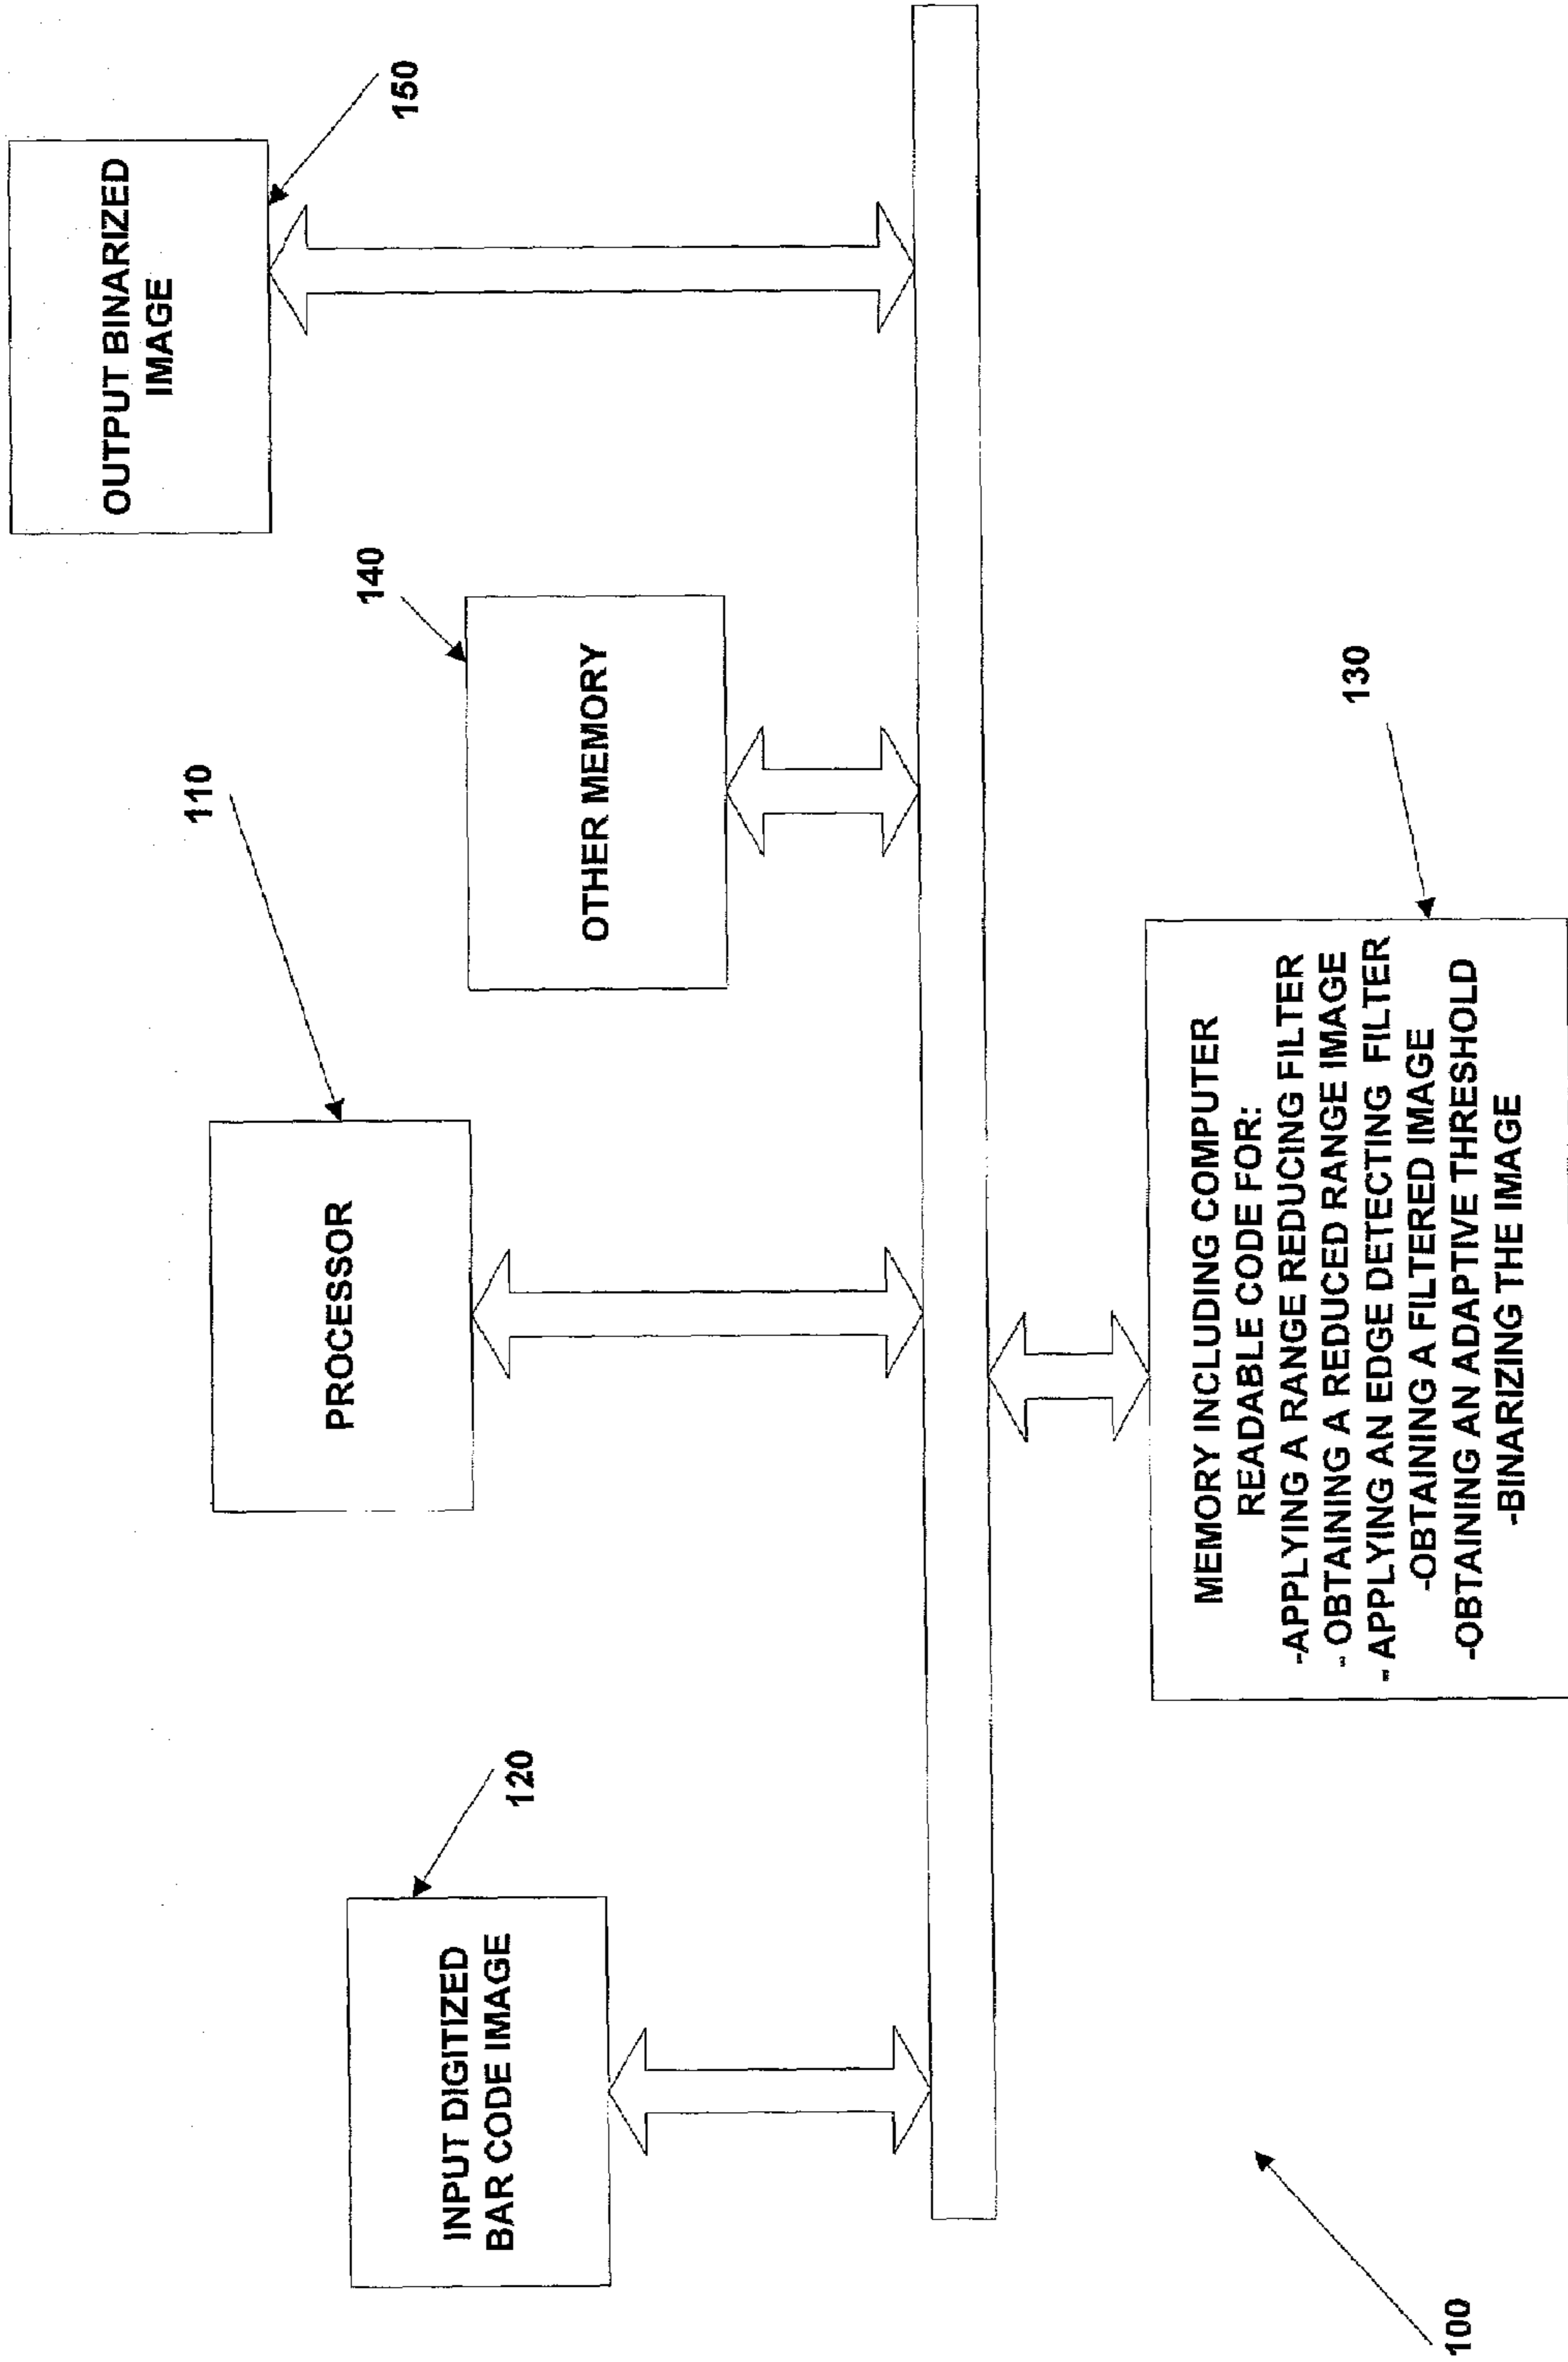 OUTPUT BINARIZED
IMAGE
150
140
OTHER MEMORY
110
PROCESSOR
120
INPUT DIGITIZED
BAR CODE IMAGE
130
MEMORY INCLUDING COMPUTER
READABLE CODE FOR:
-APPLYING A RANGE REDUCING FILTER
- OBTAINING A REDUCED RANGE IMAGE
- APPLYING AN EDGE DETECTING FILTER
-OBTAINING A FILTERED IMAGE
-OBTAINING AN ADAPTIVE THRESHOLD
-BINARIZING THE IMAGE
100